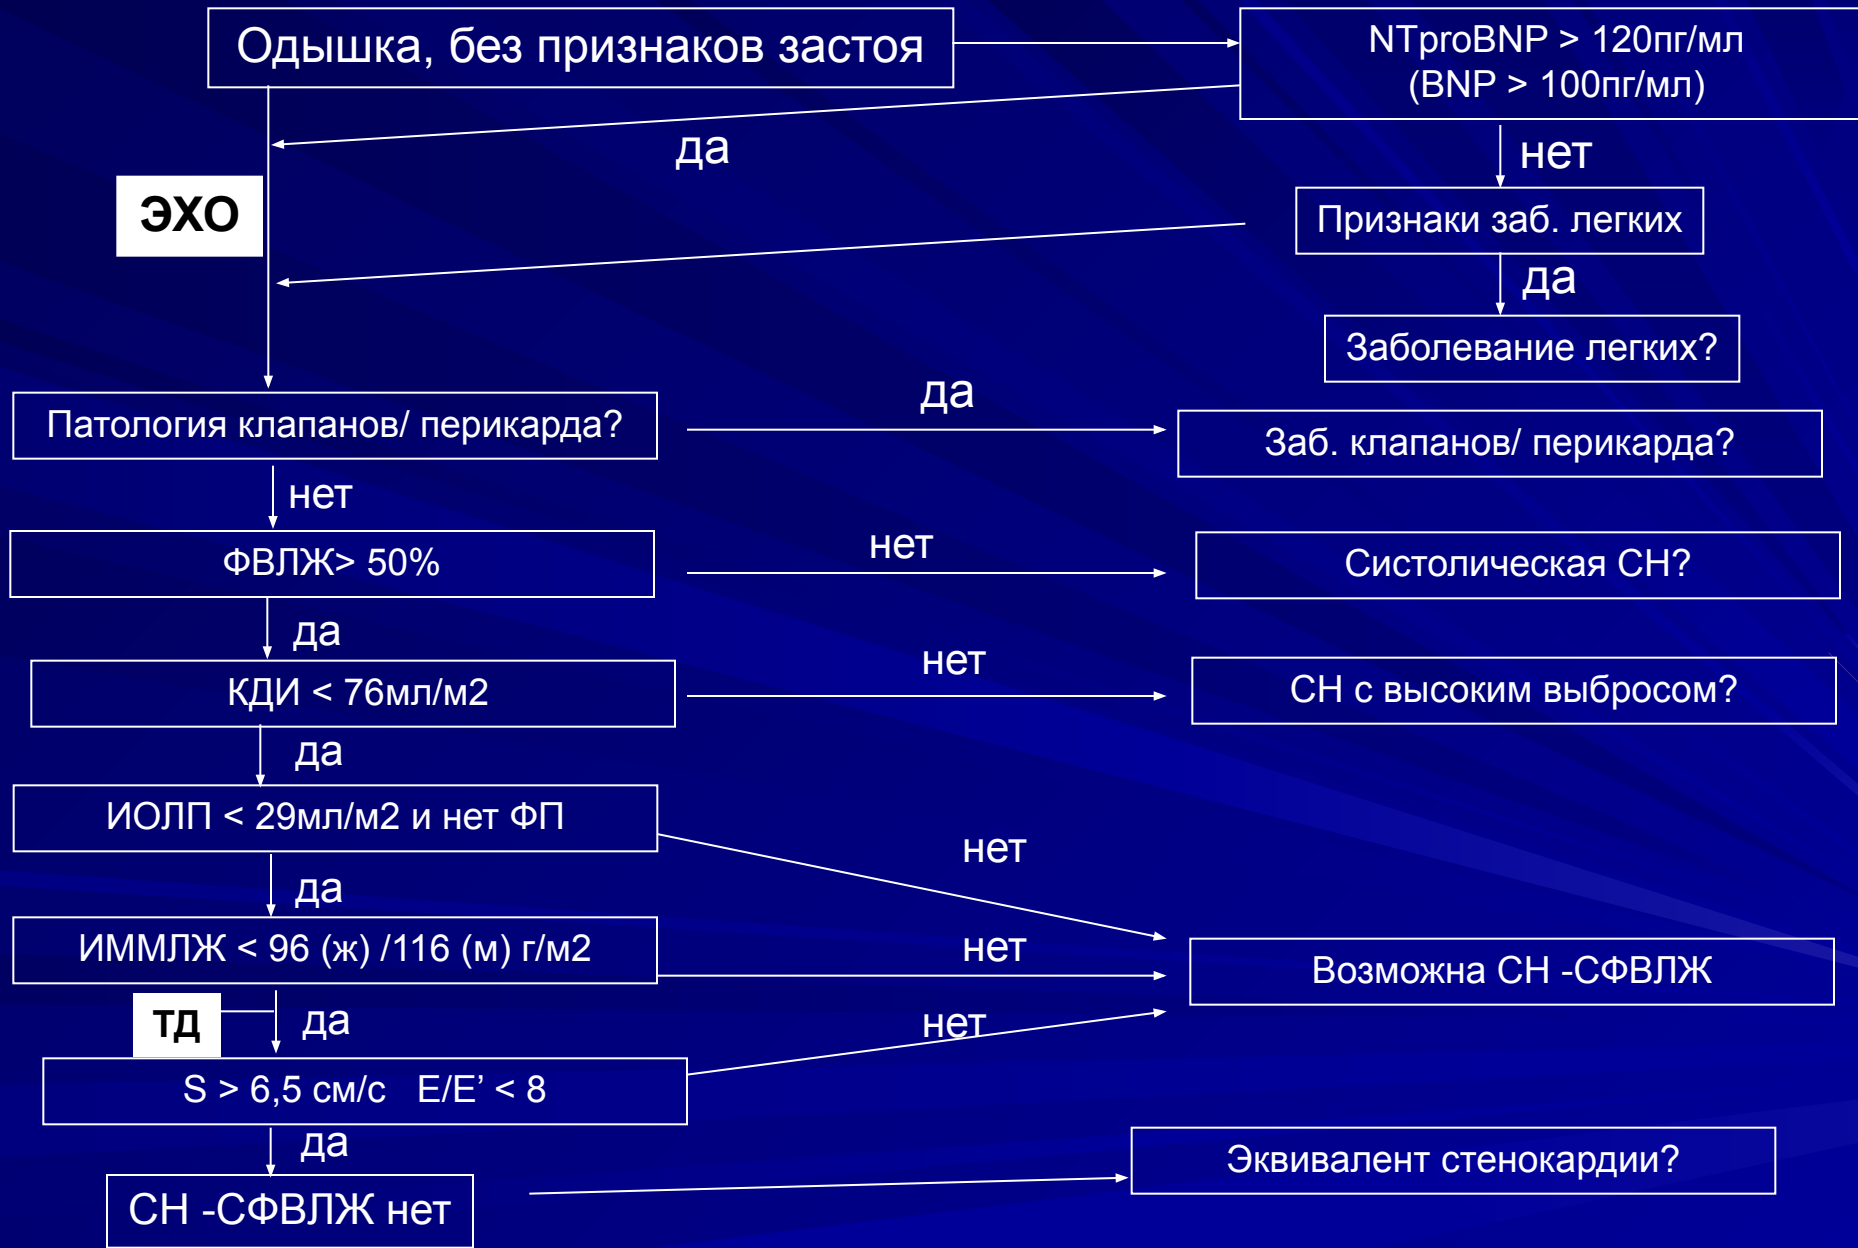 Одышка, без признаков застоя
NTproBNP > 120пг/мл
(BNP > 100пг/мл)
да
нет
ЭХО
Признаки заб. легких
да
Заболевание легких?
Патология клапанов/ перикарда?
да
Заб. клапанов/ перикарда?
нет
ФВЛЖ> 50%
нет
Систолическая СН?
да
КДИ < 76мл/м2
нет
СН с высоким выбросом?
да
ИОЛП < 29мл/м2 и нет ФП
нет
да
ИММЛЖ < 96 (ж) /116 (м) г/м2
нет
Возможна СН -СФВЛЖ
ТД
да
нет
S > 6,5 см/с E/E’ < 8
да
Эквивалент стенокардии?
СН -СФВЛЖ нет